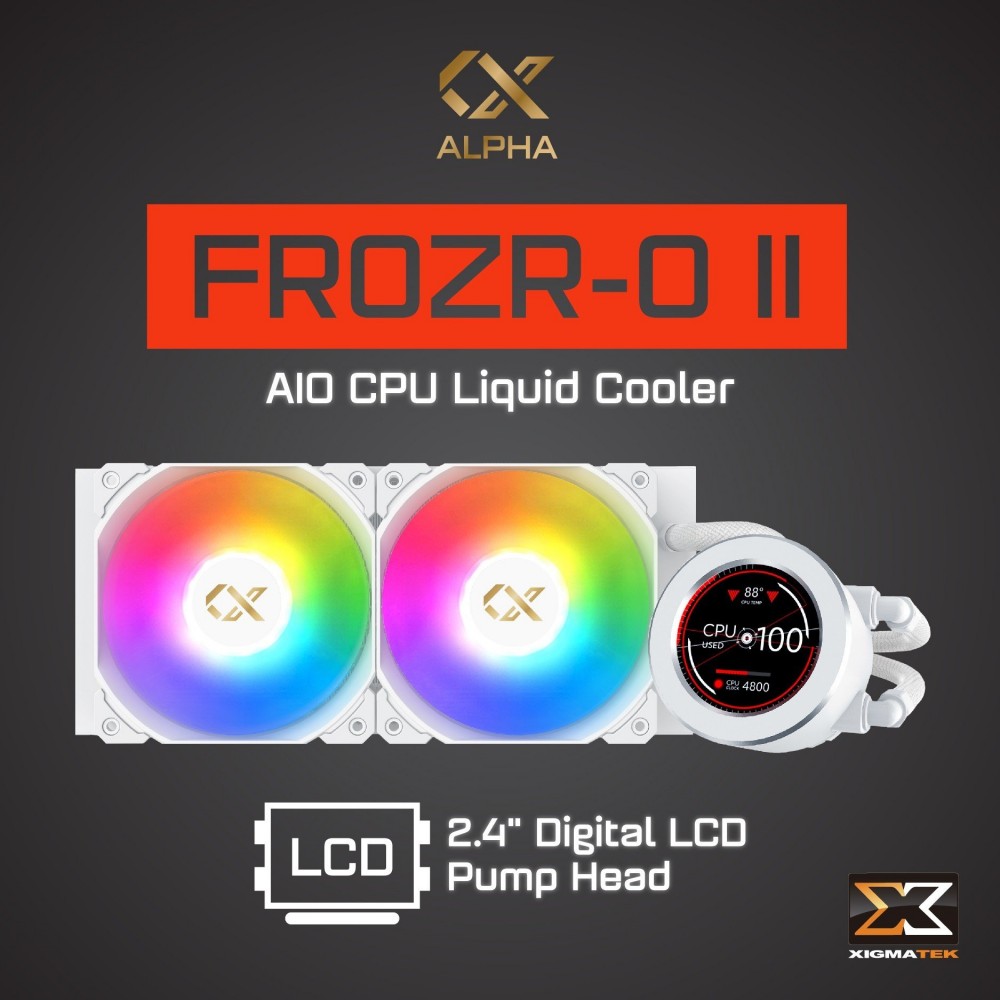 ALPHA
FROZR-O II
AIO CPU Liquid Cooler
88°
CPU TEMP
CPU 100
USED
CPU CLOCK 4800
LCD
2.4" Digital LCD
Pump Head
XIGMATEK